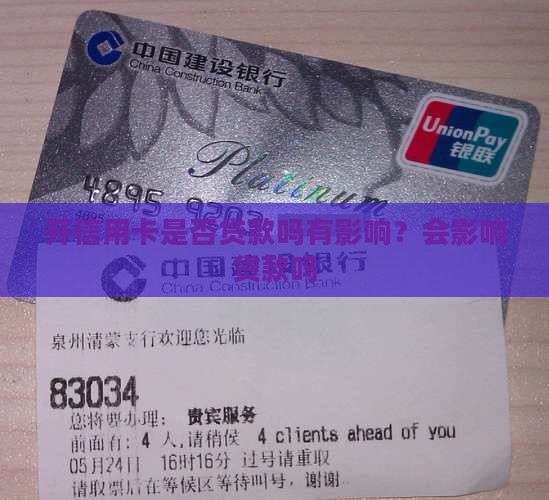 中国建设银行
China Construction Bank
UnionPay
银联
Platinum
4895
开信用卡是否贷款吗有影响？会影响
贷款吗
中国建设银行
泉州清蒙支行欢迎您光临
83034
您将要办理： 贵宾服务
前面有: 4 人,请稍侯 4 clients ahead of you
05月24日 16时16分 过号请重取
请取票后在等候区等待叫号，谢谢